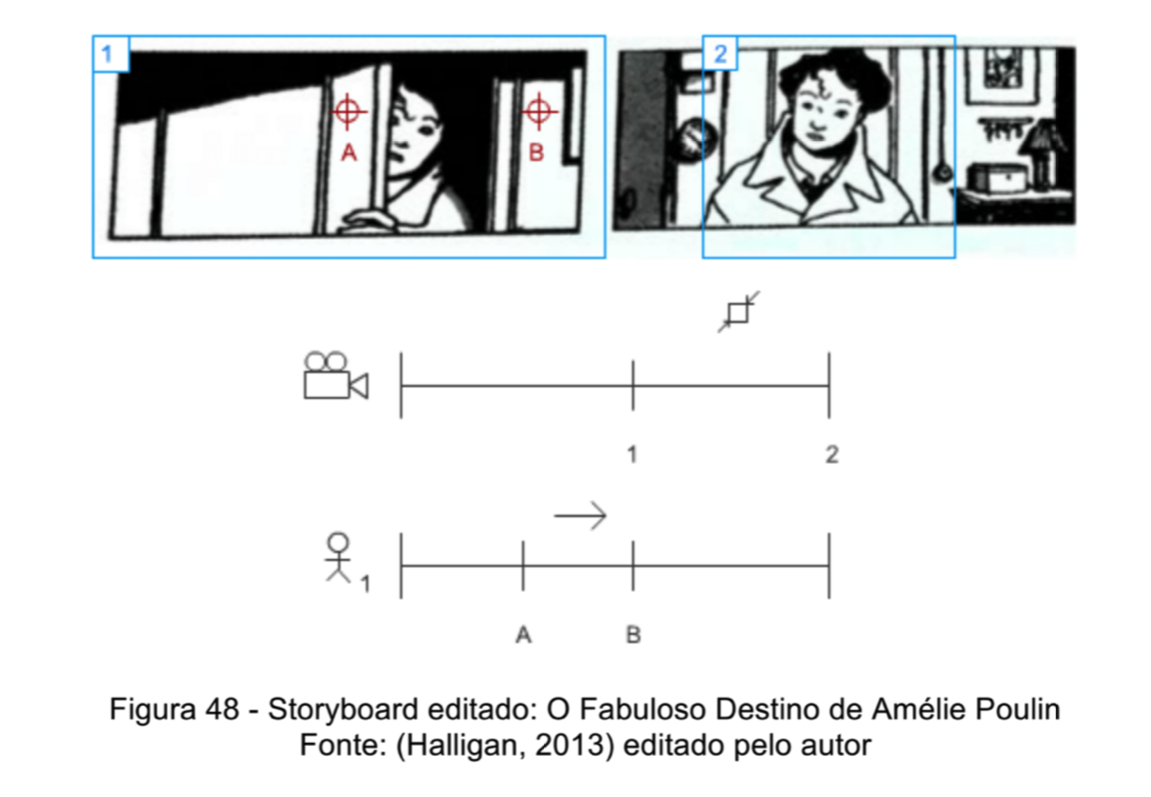 1
2
A
B
1
2
1
A
B
Figura 48 - Storyboard editado: O Fabuloso Destino de Amélie Poulin
Fonte: (Halligan, 2013) editado pelo autor